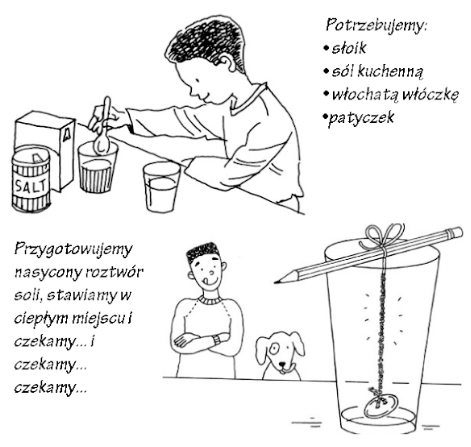 Potrzebujemy:
•słoik
•sól kuchenną
•włochatą włóczkę
•patyczek
SALT
Przygotowujemy
nasycony roztwór
soli, stawiamy w
ciepłym miejscu i
czekamy... i
czekamy...
czekamy...